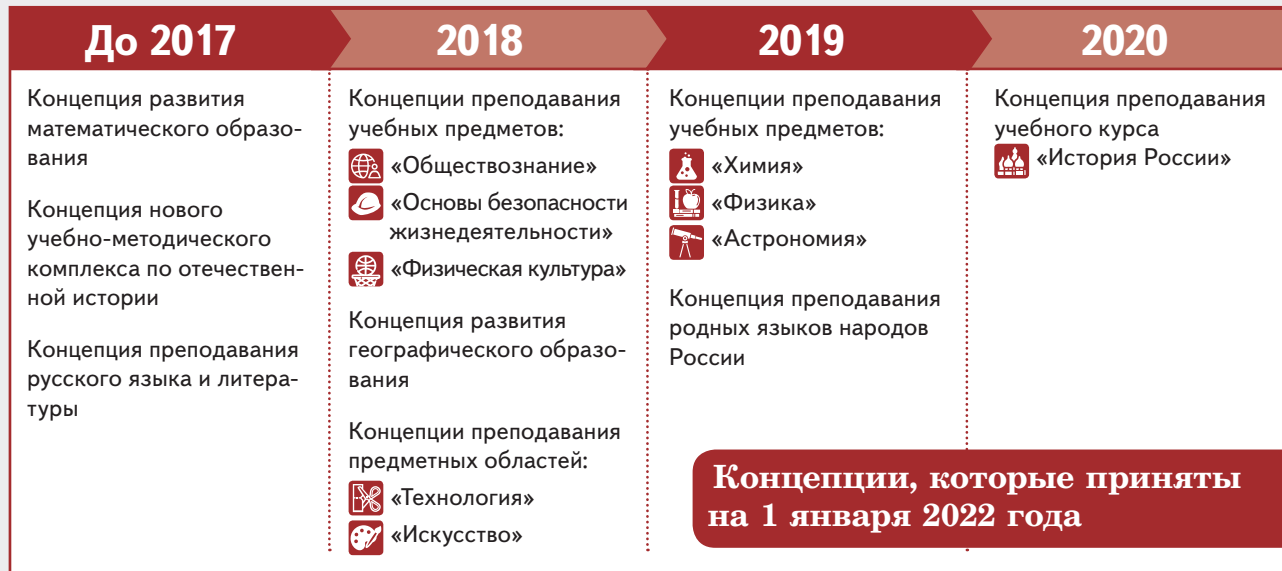 До 2017
Концепция развития
математического образо-
вания
Концепция нового
учебно-методического
комплекса по отечествен-
ной истории
Концепция преподавания
русского языка и литера-
туры
2018
Концепции преподавания
учебных предметов:
«Обществознание»
«Основы безопасности
жизнедеятельности»
«Физическая культура»
Концепция развития
географического образо-
вания
Концепции преподавания
предметных областей:
«Технология»
«Искусство»
2019
Концепции преподавания
учебных предметов:
«Химия»
«Физика»
«Астрономия»
Концепция преподавания
родных языков народов
России
2020
Концепция преподавания
учебного курса
«История России»
Концепции, которые приняты
на 1 января 2022 года